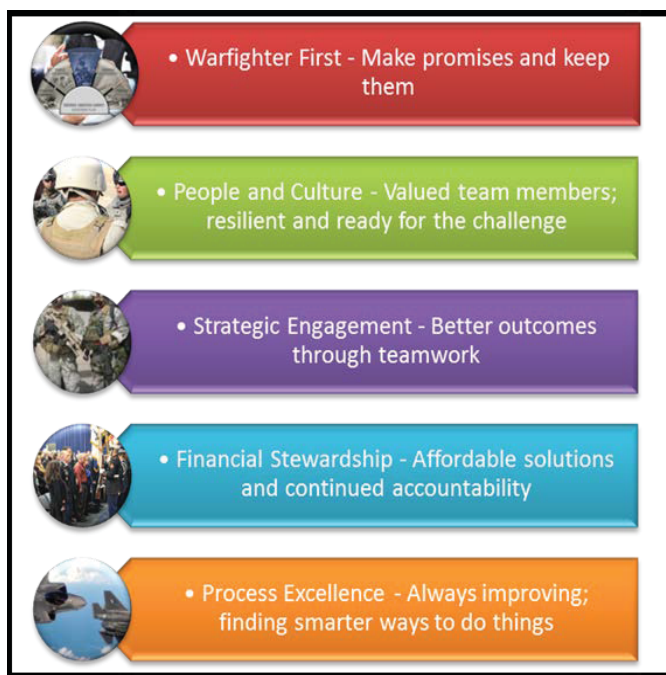 • Warfighter First - Make promises and keep
them
• People and Culture - Valued team members;
resilient and ready for the challenge
• Strategic Engagement - Better outcomes
through teamwork
• Financial Stewardship - Affordable solutions
and continued accountability
• Process Excellence - Always improving;
finding smarter ways to do things